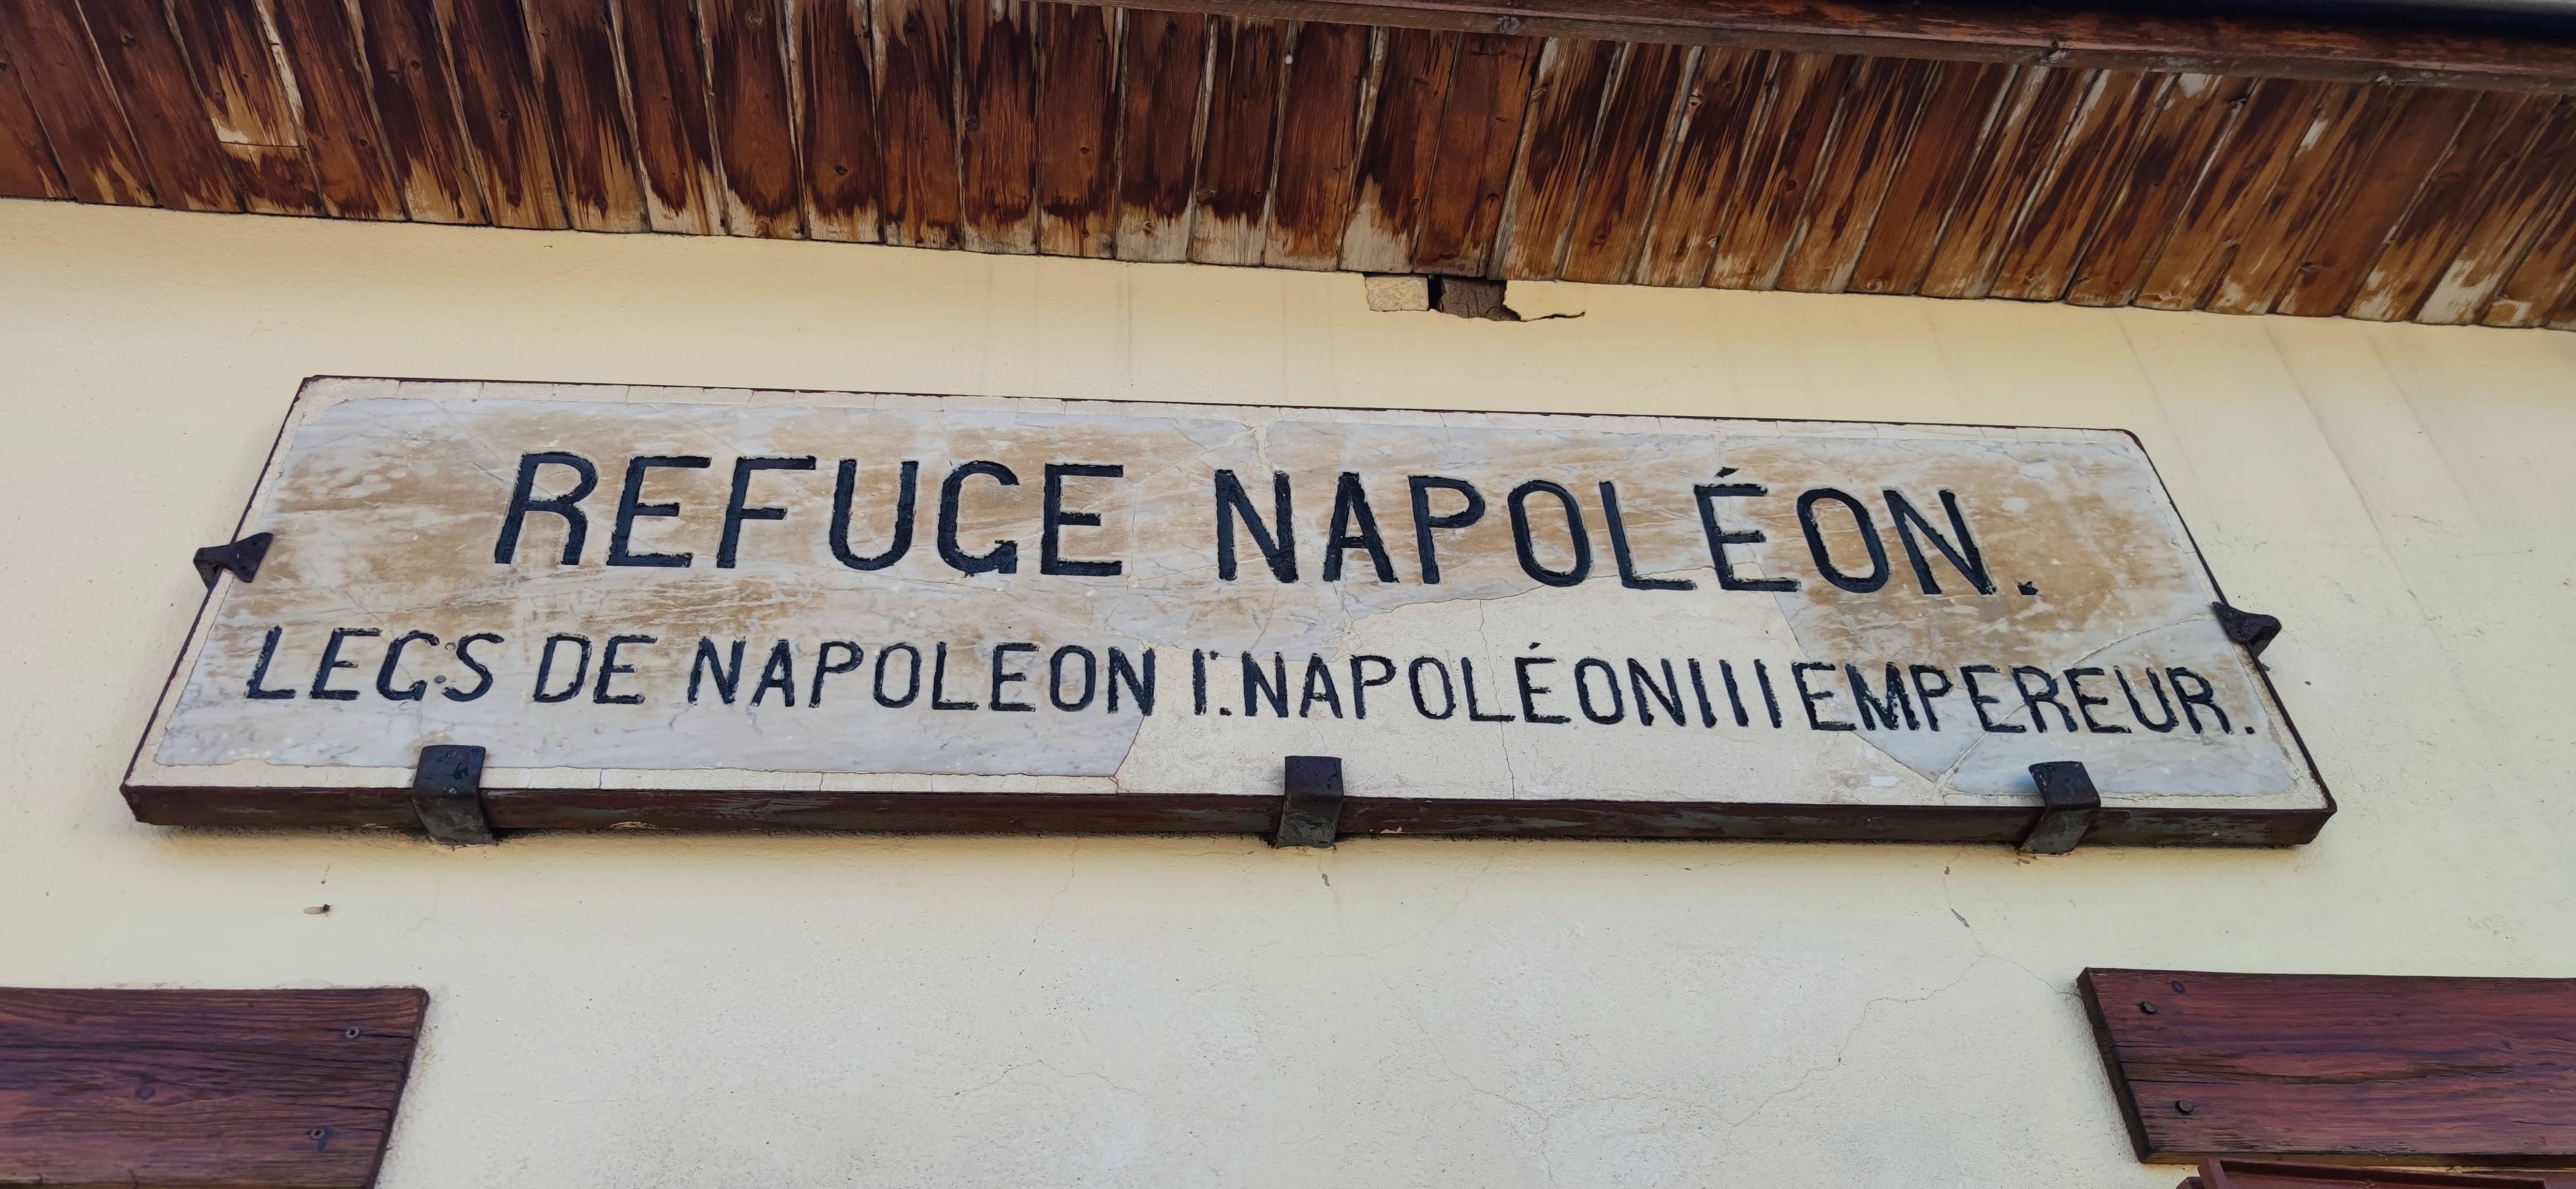 REFUGE NAPOLÉON.
LEGS DE NAPOLEON I. NAPOLÉON III EMPEREUR.